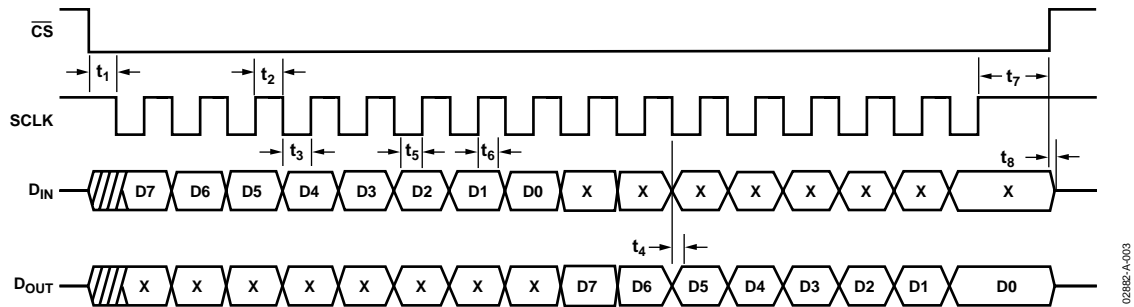 CS
t1 t2 t7
SCLK
t3 t5 t6 t8
DIN D7 D6 D5 D4 D3 D2 D1 D0 X X X X X X X X
t4
DOUT X X X X X X X X D7 D6 D5 D4 D3 D2 D1 D0
02882-A-003